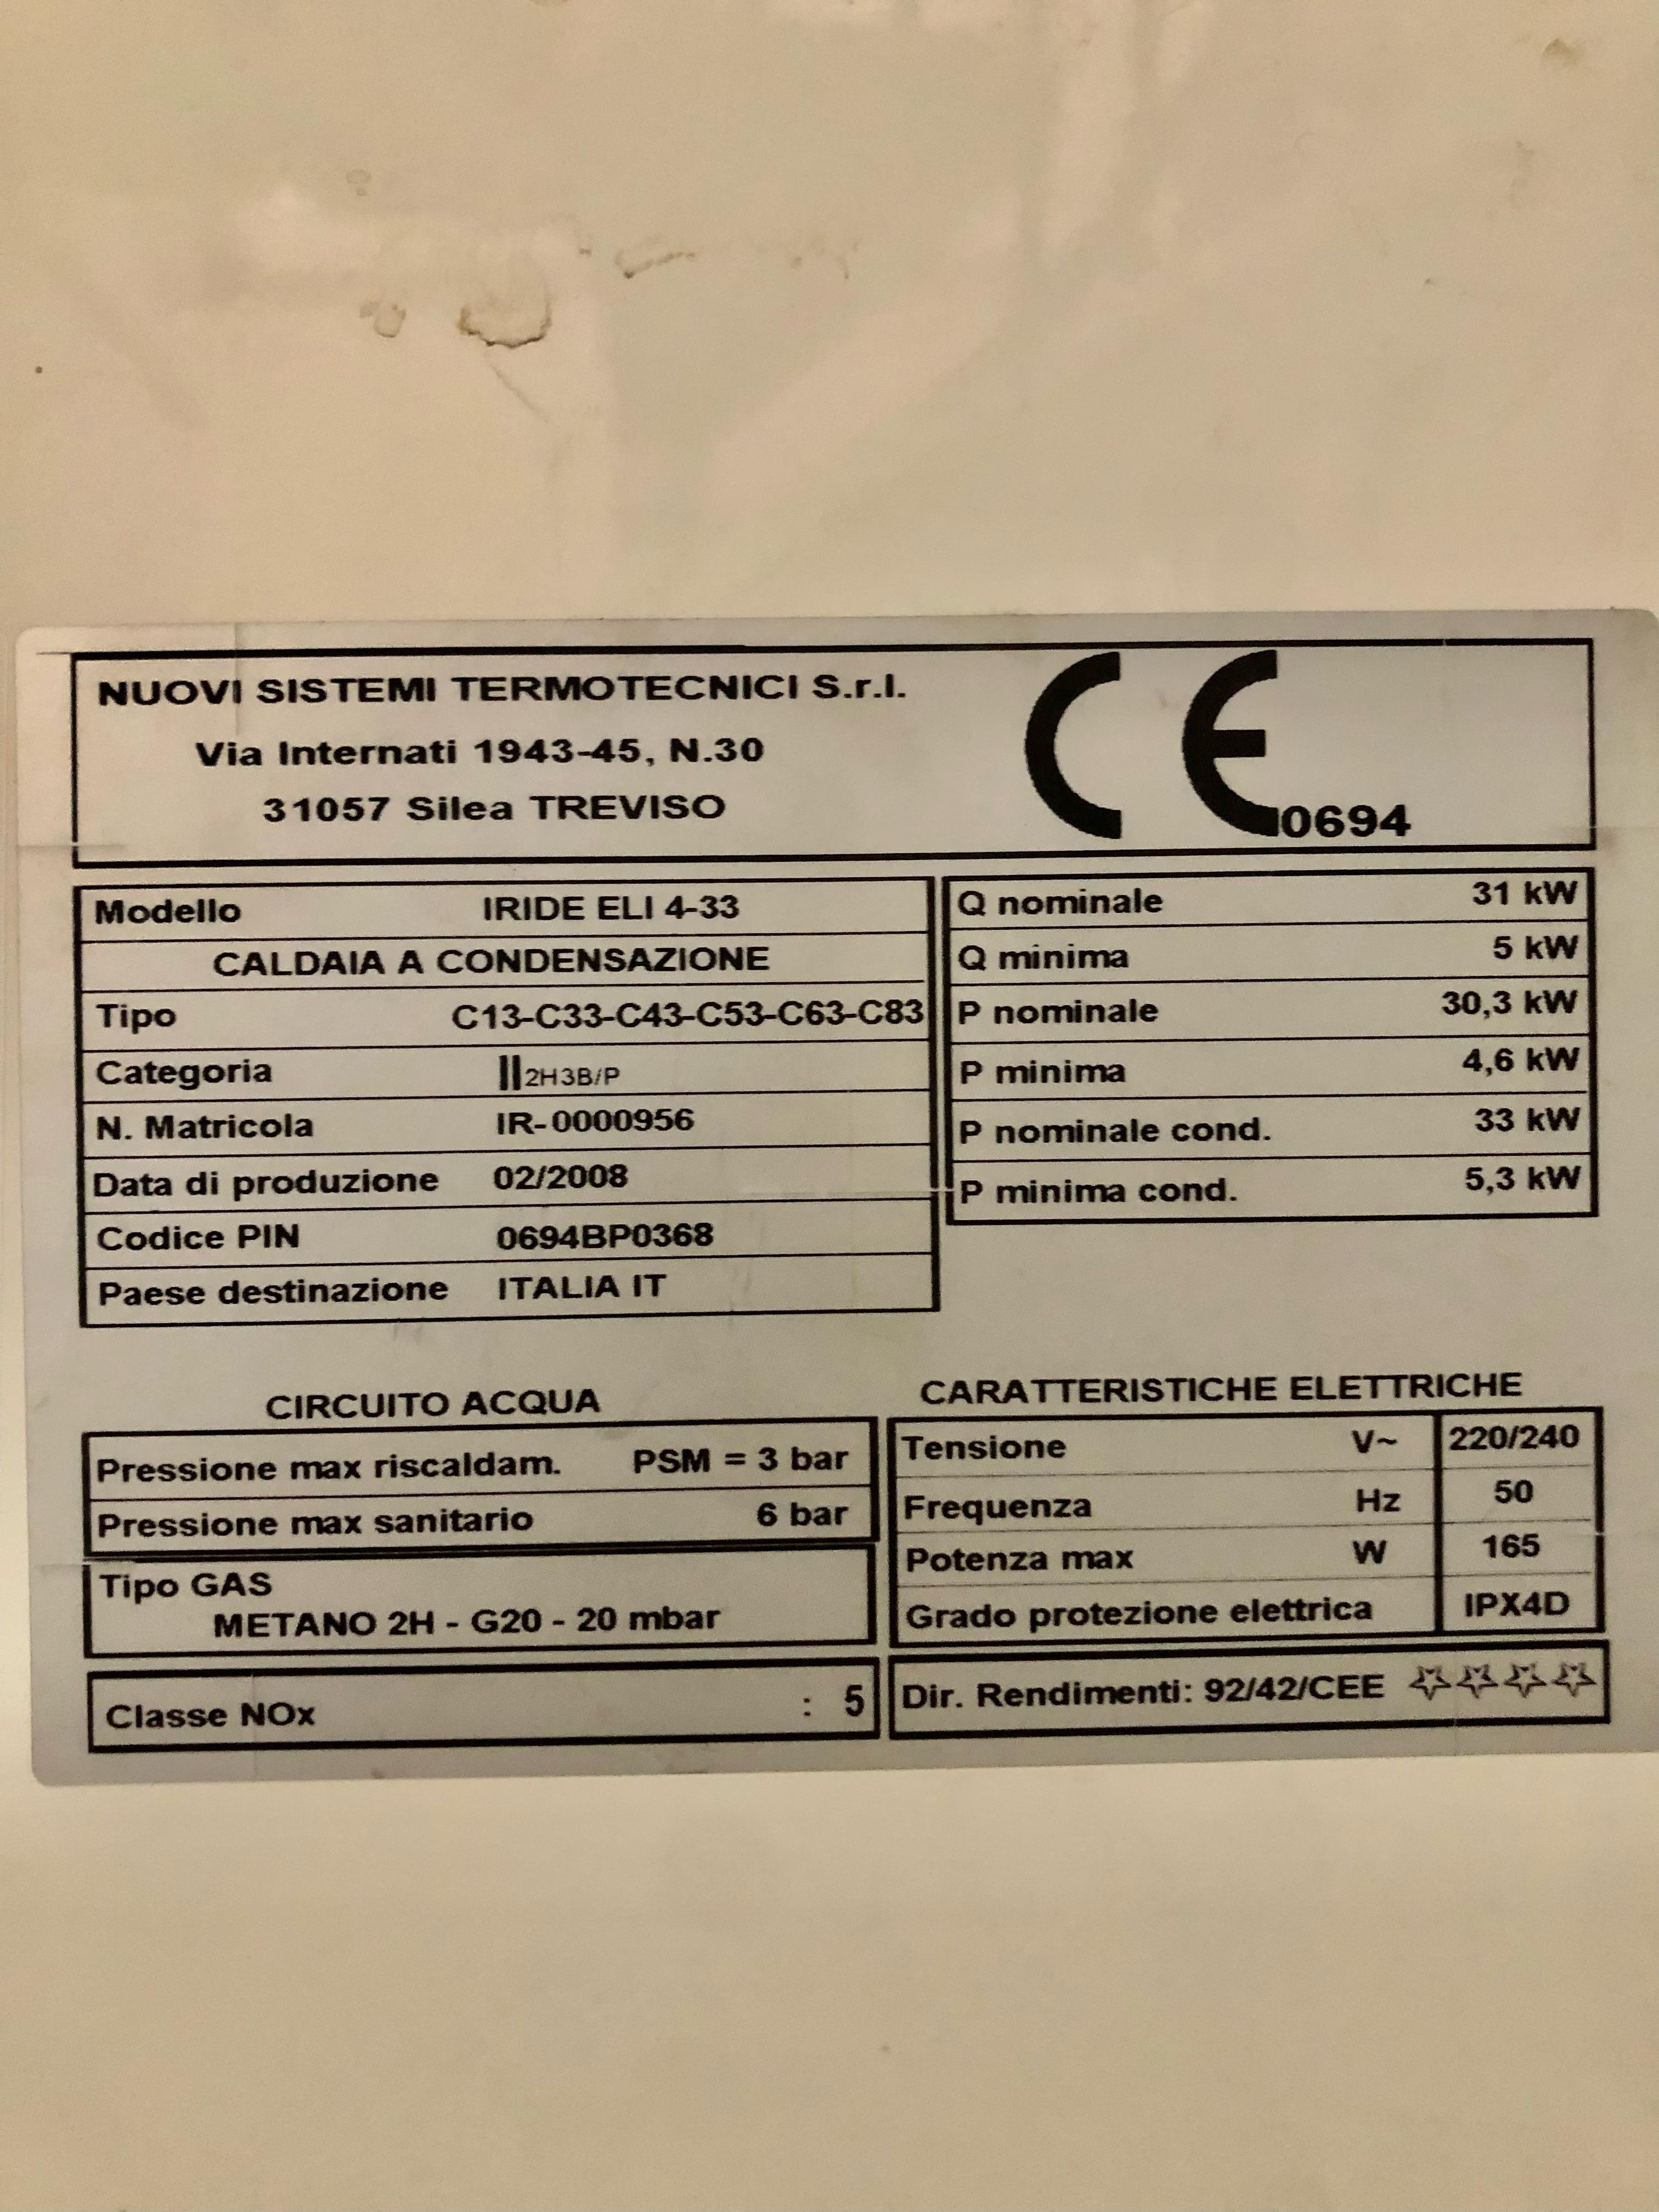 NUOVI SISTEMI TERMOTECNICI S.r.l.
Via Internati 1943-45, N.30
31057 Silea TREVISO
CE 0694
Modello IRIDE ELI 4-33
CALDAIA A CONDENSAZIONE
Tipo C13-C33-C43-C53-C63-C83
Categoria II2H3B/P
N. Matricola IR-0000956
Data di produzione 02/2008
Codice PIN 0694BP0368
Paese destinazione ITALIA IT
Q nominale 31 kW
Q minima 5 kW
P nominale 30,3 kW
P minima 4,6 kW
P nominale cond. 33 kW
P minima cond. 5,3 kW
CIRCUITO ACQUA
Pressione max riscaldam. PSM = 3 bar
Pressione max sanitario 6 bar
Tipo GAS
METANO 2H - G20 - 20 mbar
Classe NOx : 5
CARATTERISTICHE ELETTRICHE
Tensione V~ 220/240
Frequenza Hz 50
Potenza max W 165
Grado protezione elettrica IPX4D
Dir. Rendimenti: 92/42/CEE ☆☆☆☆